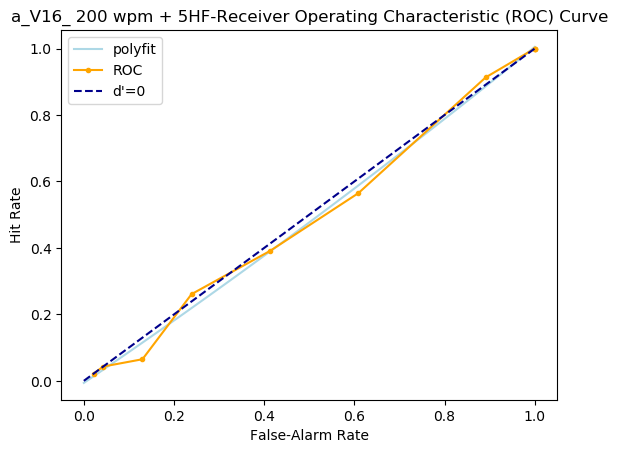 a_V16_ 200 wpm + 5HF-Receiver Operating Characteristic (ROC) Curve
polyfit
ROC
d'=0
1.0
0.8
0.6
0.4
0.2
0.0
Hit Rate
0.0 0.2 0.4 0.6 0.8 1.0
False-Alarm Rate